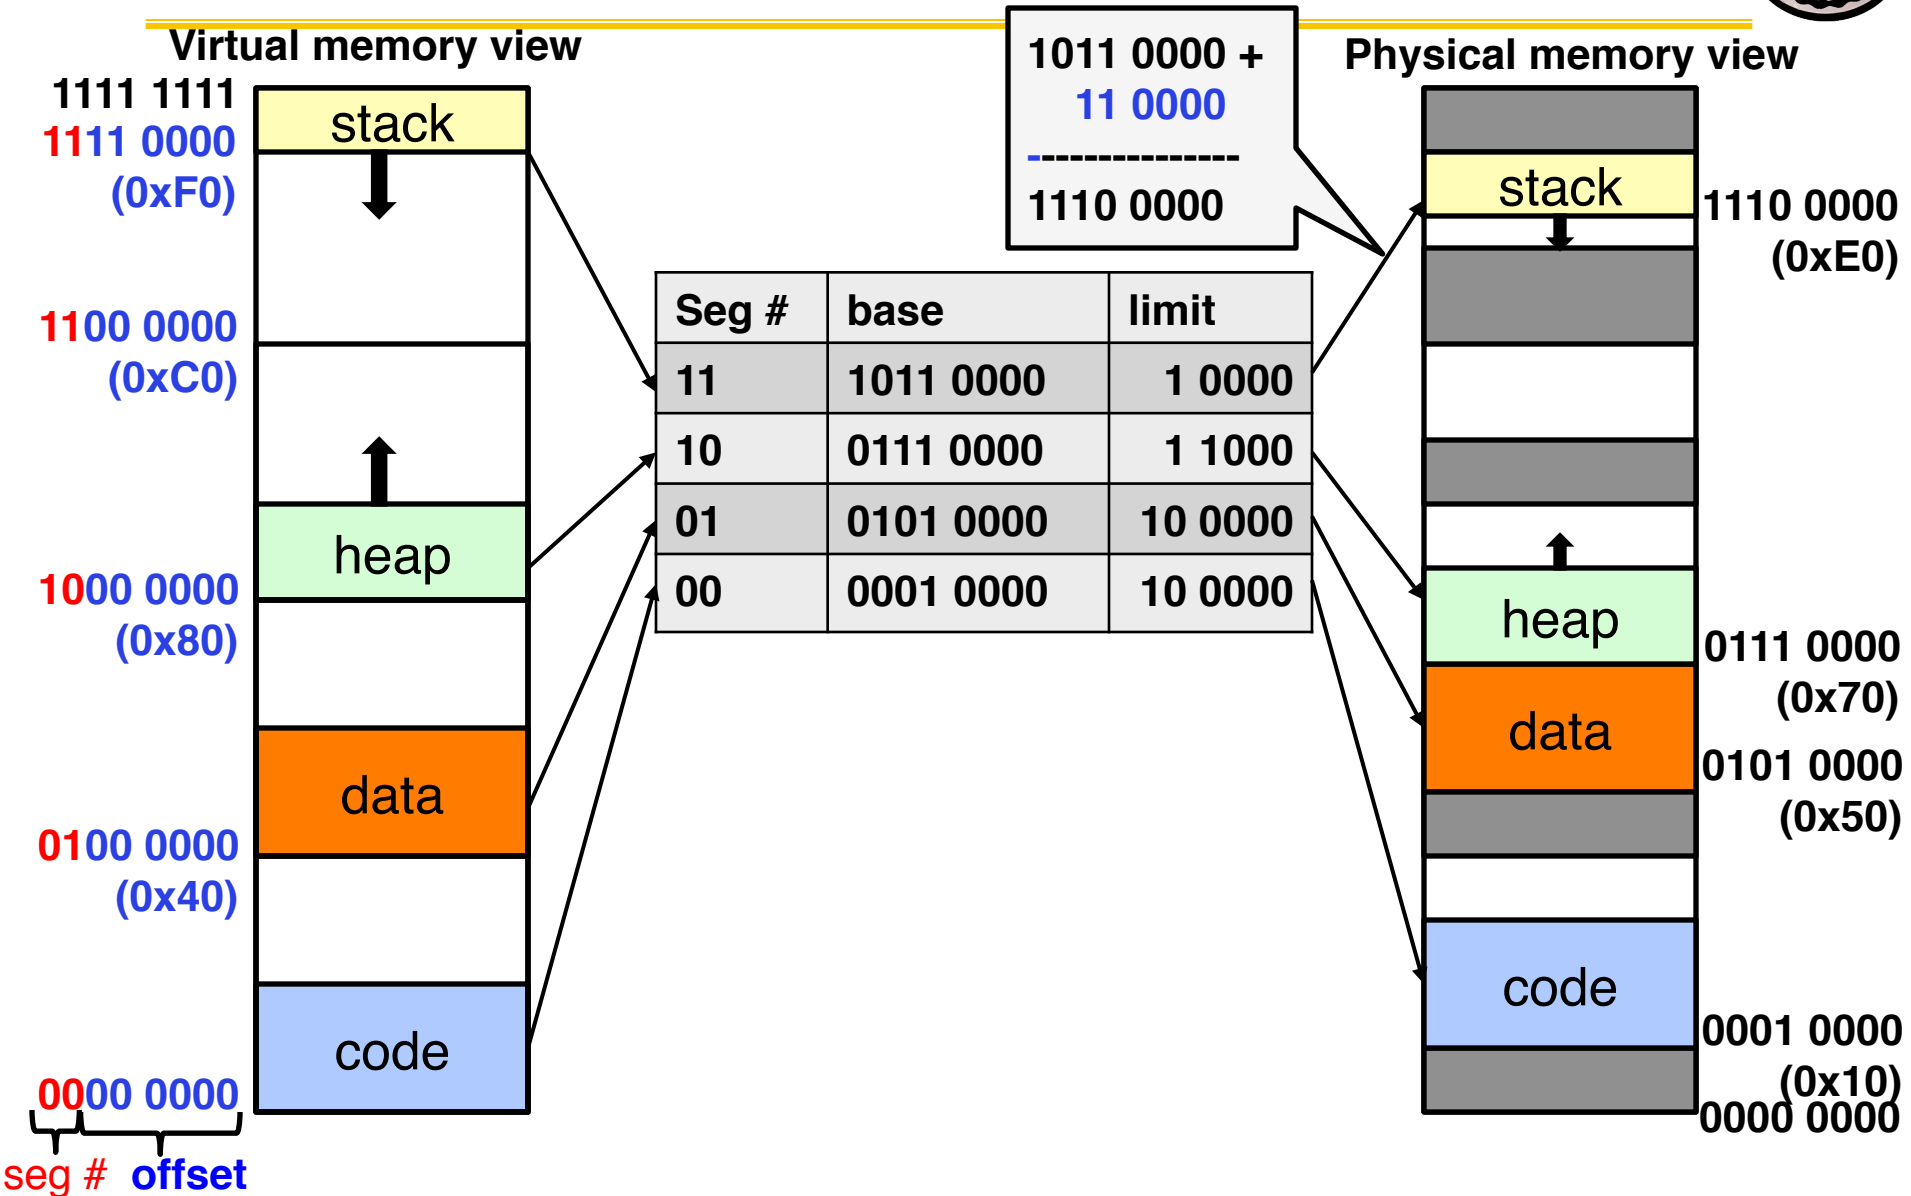 Virtual memory view
1111 1111
1111 0000
(0xF0)
1100 0000
(0xC0)
1000 0000
(0x80)
0100 0000
(0x40)
0000 0000
seg # offset
stack
heap
data
code
1011 0000 +
11 0000
-------------
1110 0000
Seg # base limit
11 1011 0000 1 0000
10 0111 0000 1 1000
01 0101 0000 10 0000
00 0001 0000 10 0000
Physical memory view
stack
heap
data
code
1110 0000
(0xE0)
0111 0000
(0x70)
0101 0000
(0x50)
0001 0000
(0x10)
0000 0000